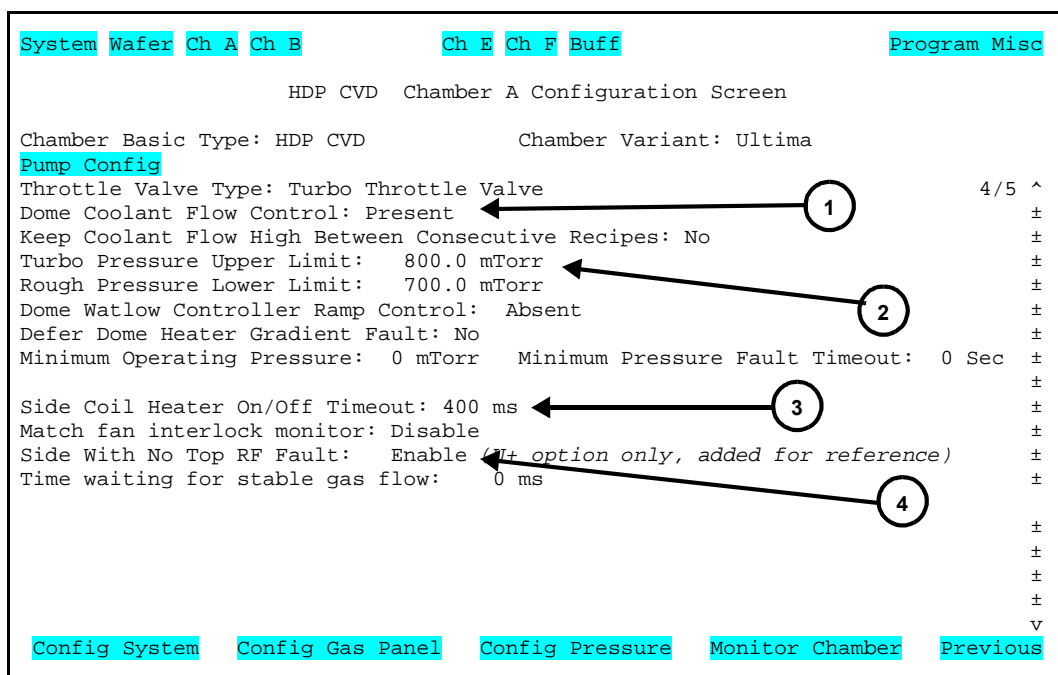 System Wafer Ch A Ch B Ch E Ch F Buff Program Misc
HDP CVD Chamber A Configuration Screen
Chamber Basic Type: HDP CVD Chamber Variant: Ultima
Pump Config
Throttle Valve Type: Turbo Throttle Valve 4/5 ^
1
Dome Coolant Flow Control: Present ±
Keep Coolant Flow High Between Consecutive Recipes: No ±
Turbo Pressure Upper Limit: 800.0 mTorr ±
Rough Pressure Lower Limit: 700.0 mTorr ±
2
Dome Watlow Controller Ramp Control: Absent ±
Defer Dome Heater Gradient Fault: No ±
Minimum Operating Pressure: 0 mTorr Minimum Pressure Fault Timeout: 0 Sec ±
±
Side Coil Heater On/Off Timeout: 400 ms 3 ±
Match fan interlock monitor: Disable ±
Side With No Top RF Fault: Enable (U+ option only, added for reference) ±
Time waiting for stable gas flow: 0 ms ±
4
±
±
±
±
v
Config System Config Gas Panel Config Pressure Monitor Chamber Previous